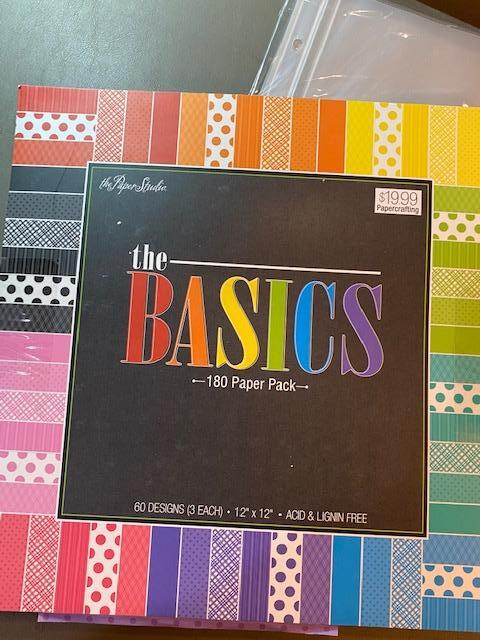 the Paper Studio
$19.99
Papercrafting
the
BASICS
180 Paper Pack
60 DESIGNS (3 EACH) • 12" x 12" • ACID & LIGNIN FREE